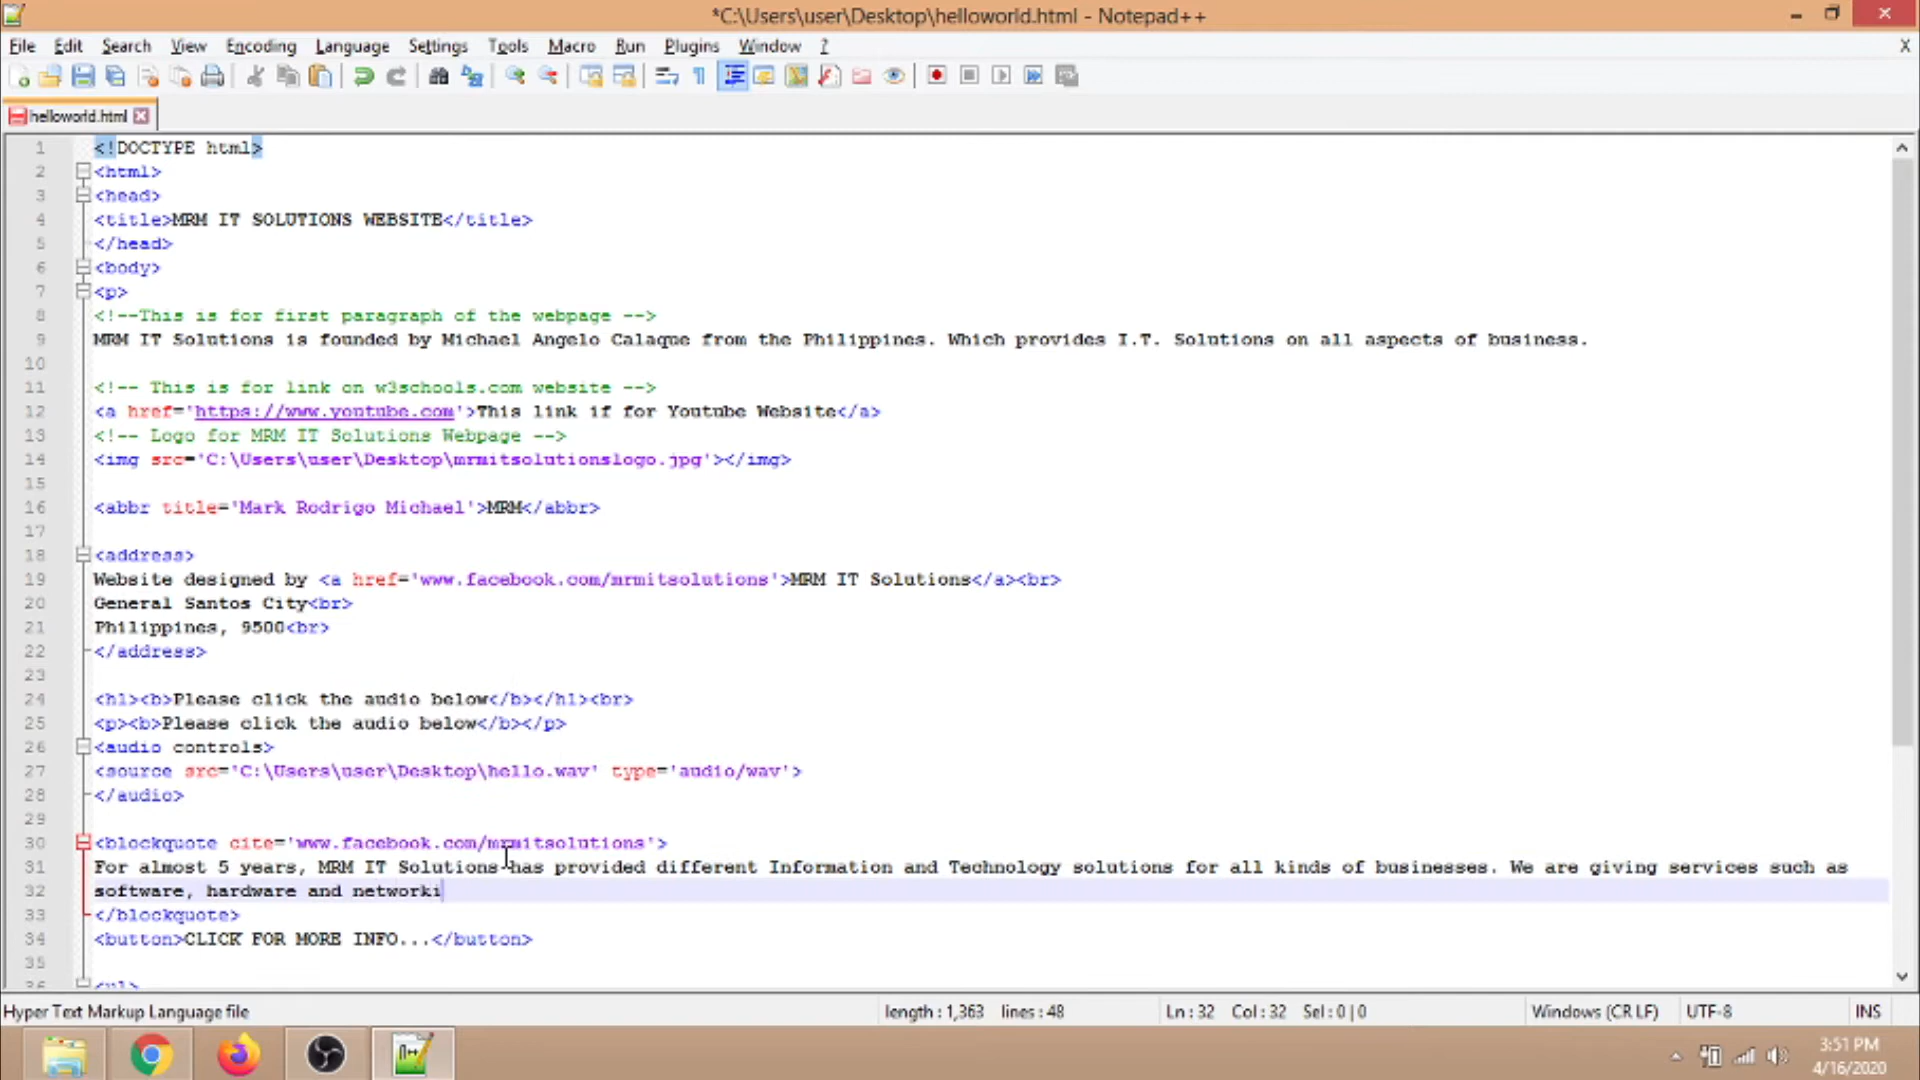 *C:\Users\user\Desktop\helloworld.html - Notepad++
File Edit Search View Encoding Language Settings Tools Macro Run Plugins Window ? X
helloworld.html
1 <!DOCTYPE html>
2 <html>
3 <head>
4 <title>MRM IT SOLUTIONS WEBSITE</title>
5 </head>
6 <body>
7 <p>
8 <!--This is for first paragraph of the webpage -->
9 MRM IT Solutions is founded by Michael Angelo Calaque from the Philippines. Which provides I.T. Solutions on all aspects of business.
10
11 <!-- This is for link on w3schools.com website -->
12 <a href='https://www.youtube.com'>This link if for Youtube Website</a>
13 <!-- Logo for MRM IT Solutions Webpage -->
14 <img src='C:\Users\user\Desktop\mrmitsolutionslogo.jpg'></img>
15
16 <abbr title='Mark Rodrigo Michael'>MRM</abbr>
17
18 <address>
19 Website designed by <a href='www.facebook.com/mrmitsolutions'>MRM IT Solutions</a><br>
20 General Santos City<br>
21 Philippines, 9500<br>
22 </address>
23
24 <h1><b>Please click the audio below</b></h1><br>
25 <p><b>Please click the audio below</b></p>
26 <audio controls>
27 <source src='C:\Users\user\Desktop\hello.wav' type='audio/wav'>
28 </audio>
29
30 <blockquote cite='www.facebook.com/mrmitsolutions'>
31 For almost 5 years, MRM IT Solutions has provided different Information and Technology solutions for all kinds of businesses. We are giving services such as
32 software, hardware and networki
33 </blockquote>
34 <button>CLICK FOR MORE INFO...</button>
35
36 <ul>
Hyper Text Markup Language file length : 1,363 lines : 48 Ln : 32 Col : 32 Sel : 0 | 0 Windows (CR LF) UTF-8 INS
3:51 PM
4/16/2020